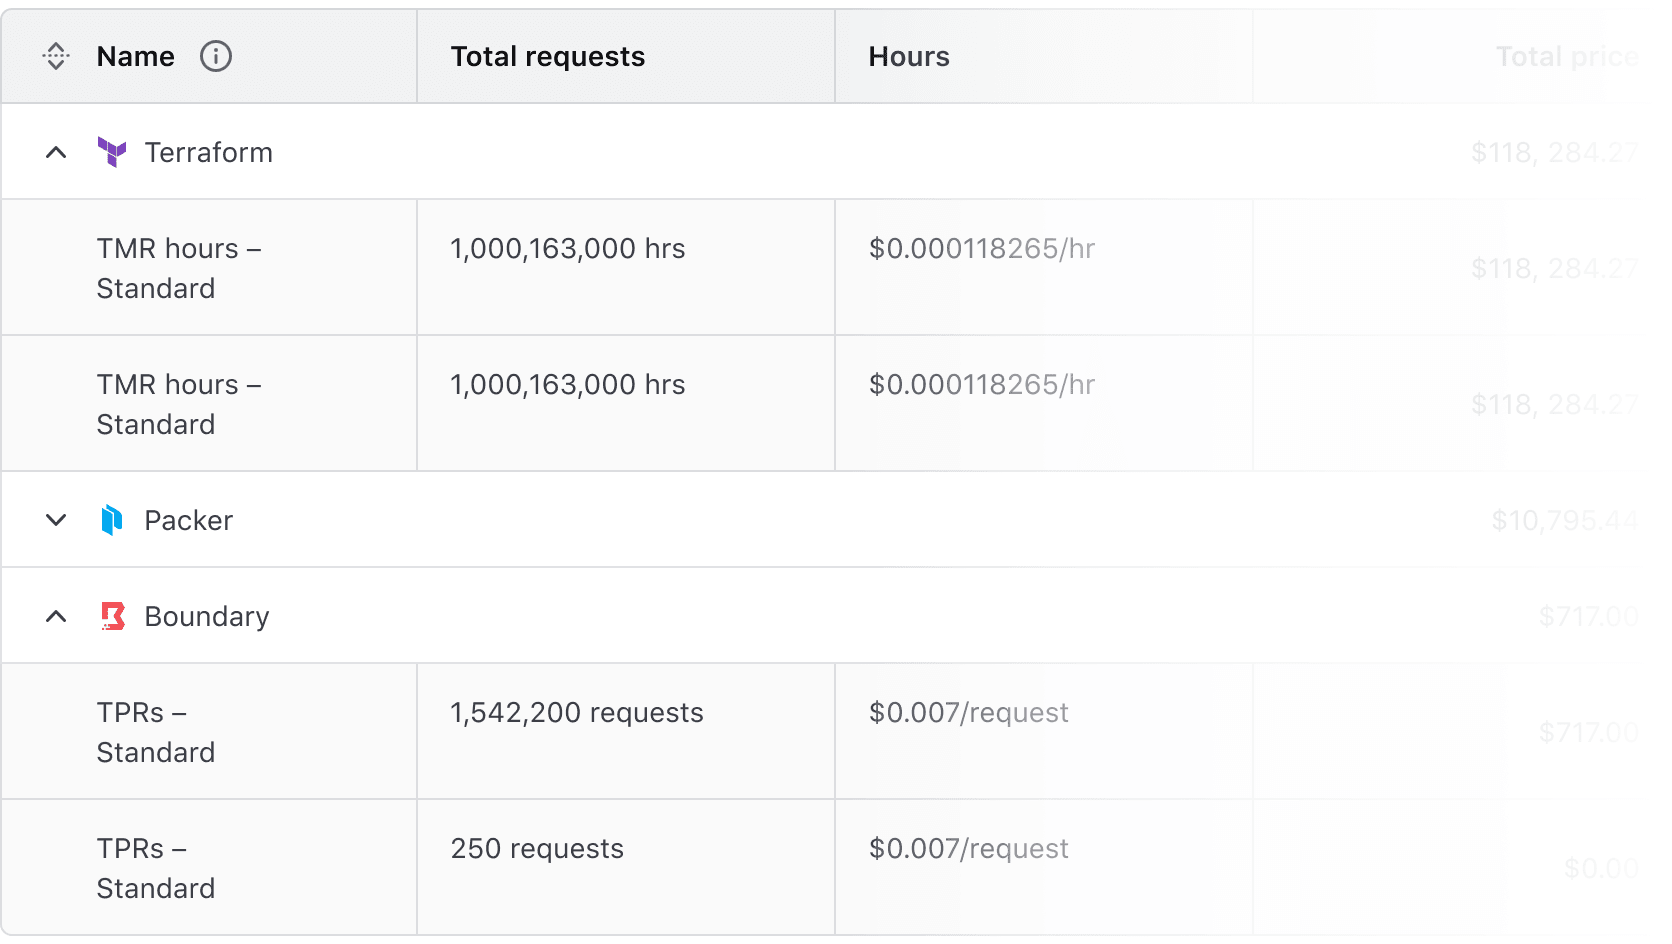 Name Total requests Hours Total price
Terraform $118, 284.27
TMR hours – 1,000,163,000 hrs $0.000118265/hr $118, 284.27
Standard
TMR hours – 1,000,163,000 hrs $0.000118265/hr $118, 284.27
Standard
Packer $10,795.44
Boundary $717.00
TPRs – 1,542,200 requests $0.007/request $717.00
Standard
TPRs – 250 requests $0.007/request $0.00
Standard